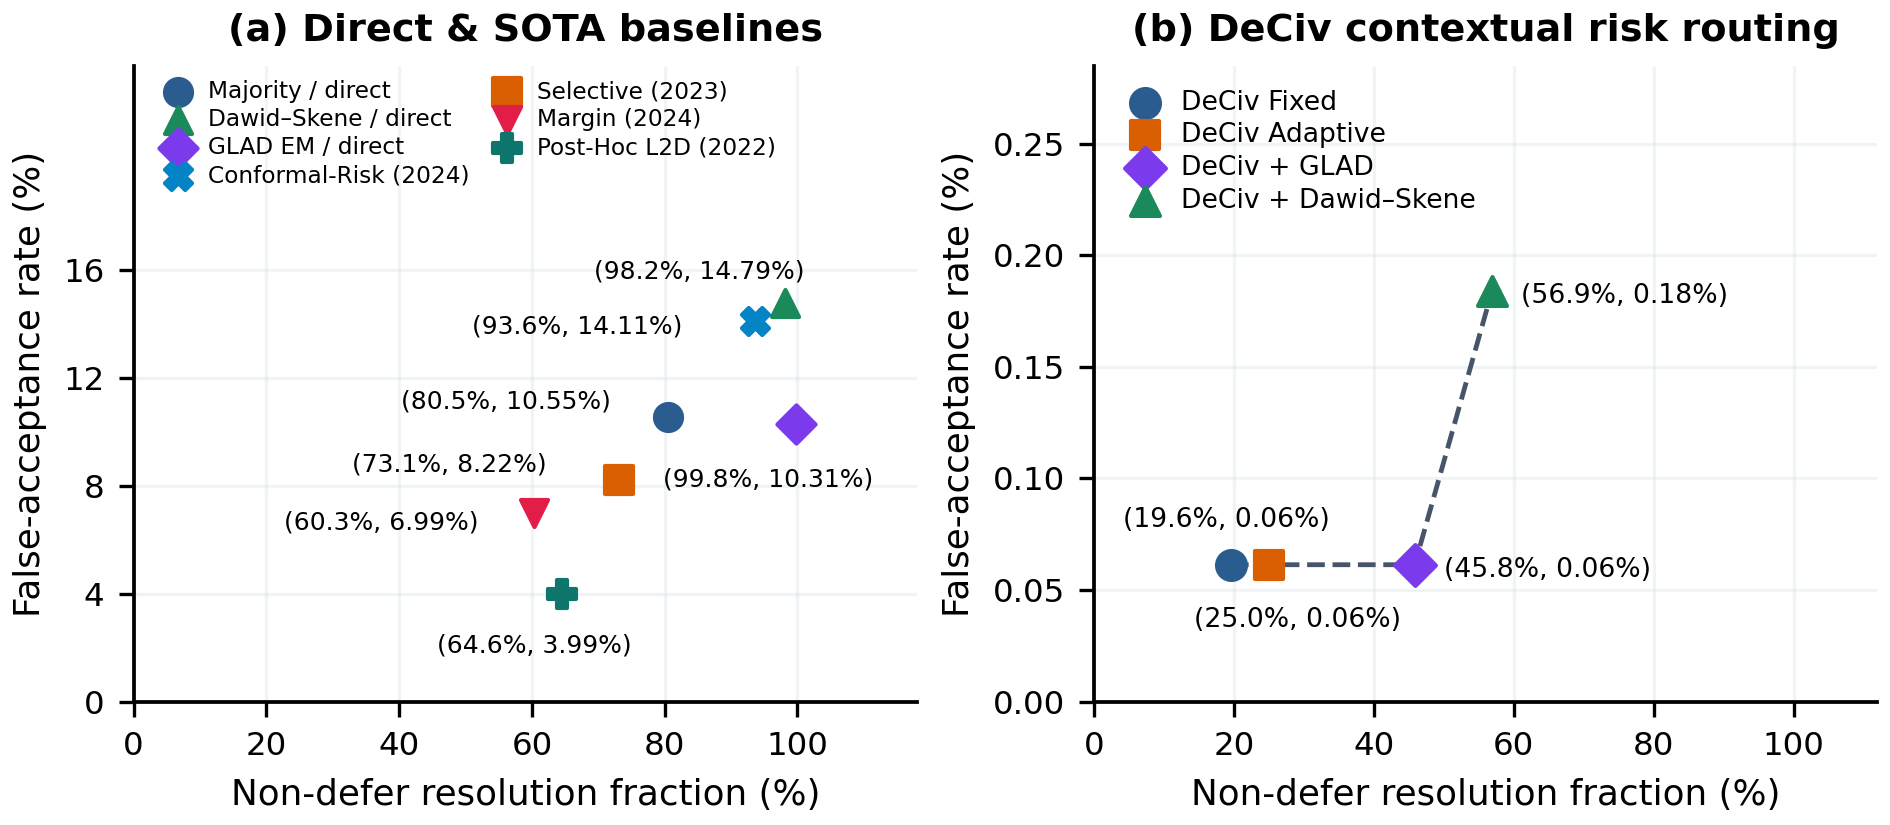 (a) Direct & SOTA baselines
Majority / direct
Dawid–Skene / direct
GLAD EM / direct
Conformal-Risk (2024)
Selective (2023)
Margin (2024)
Post-Hoc L2D (2022)
False-acceptance rate (%)
16
12
8
4
0
(98.2%, 14.79%)
(93.6%, 14.11%)
(80.5%, 10.55%)
(73.1%, 8.22%)
(99.8%, 10.31%)
(60.3%, 6.99%)
(64.6%, 3.99%)
0 20 40 60 80 100
Non-defer resolution fraction (%)
(b) DeCiv contextual risk routing
DeCiv Fixed
DeCiv Adaptive
DeCiv + GLAD
DeCiv + Dawid–Skene
False-acceptance rate (%)
0.25
0.20
0.15
0.10
0.05
0.00
(56.9%, 0.18%)
(19.6%, 0.06%)
(45.8%, 0.06%)
(25.0%, 0.06%)
0 20 40 60 80 100
Non-defer resolution fraction (%)